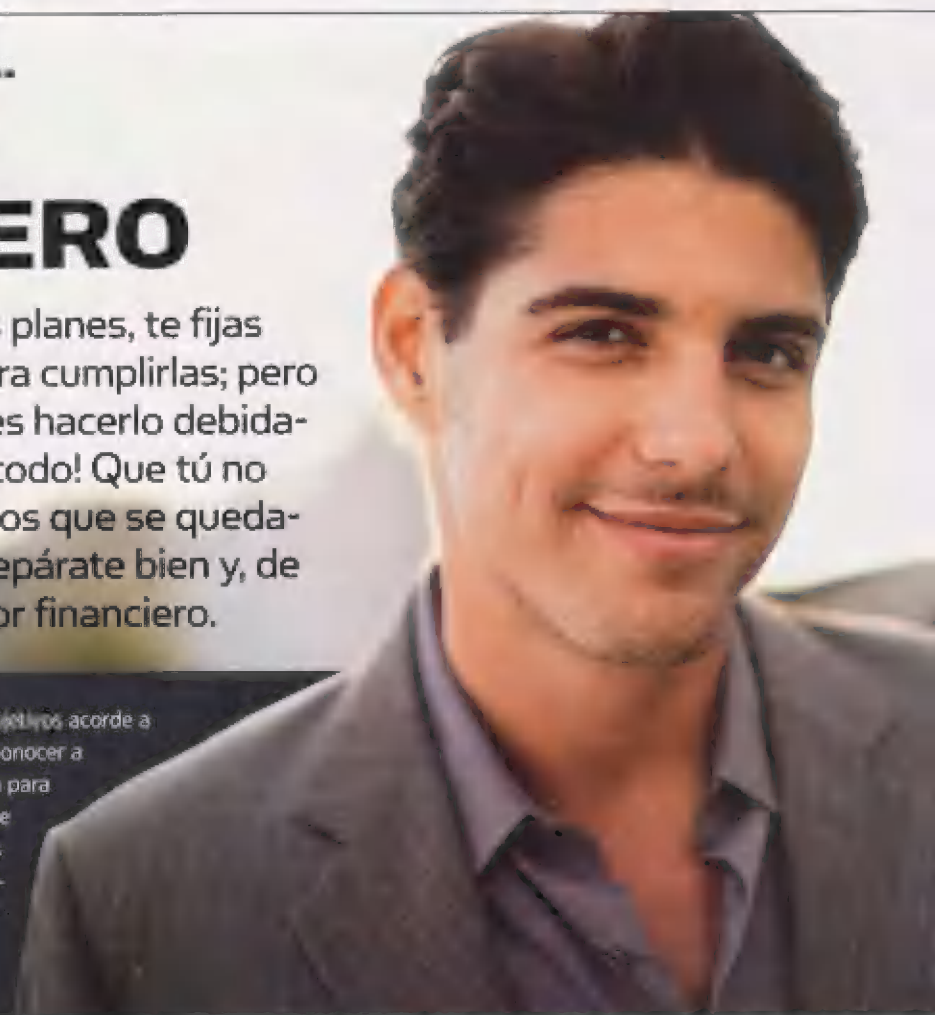 ERO
planes, te fijas
ra cumplirlas; pero
es hacerlo debida-
todo! Que tú no
os que se queda-
epárate bien y, de
or financiero.
jetivos acorde a
onocer a
para
e